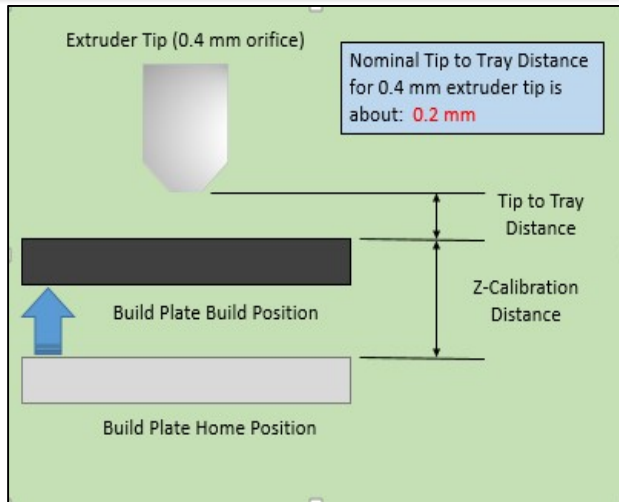 Extruder Tip (0.4 mm orifice)
Nominal Tip to Tray Distance
for 0.4 mm extruder tip is
about: 0.2 mm
Tip to Tray
Distance
Build Plate Build Position
Z-Calibration
Distance
Build Plate Home Position